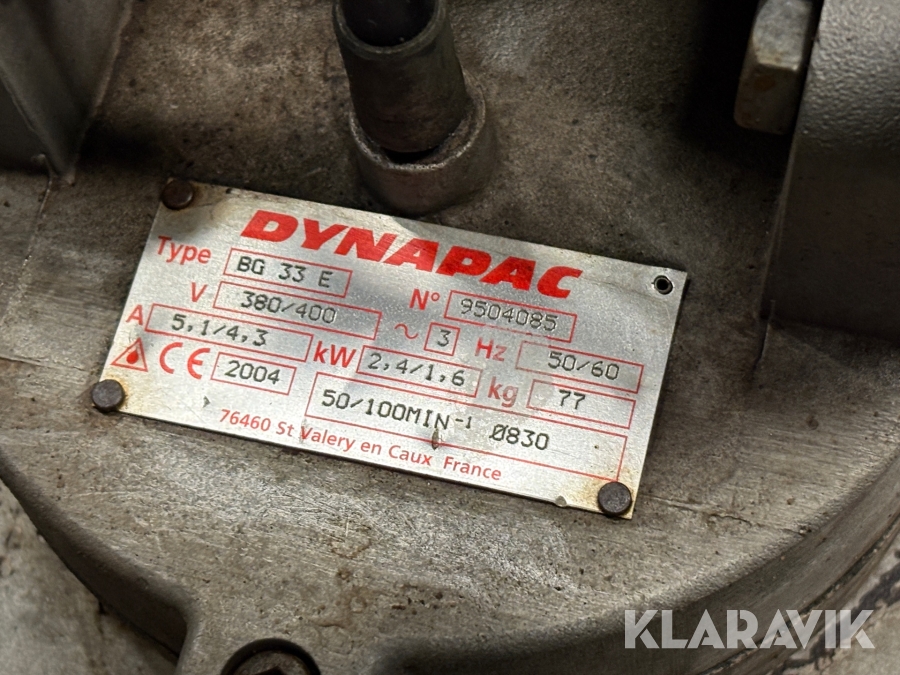 DYNAPAC
Type BG 33 E N° 9504085
V 380/400 ~ 3 Hz 50/60
A 5,1/4,3 kW 2,4/1,6 kg 77
CE 2004 50/100MIN⁻¹ Ø830
76460 St Valery en Caux France
KLARAVIK